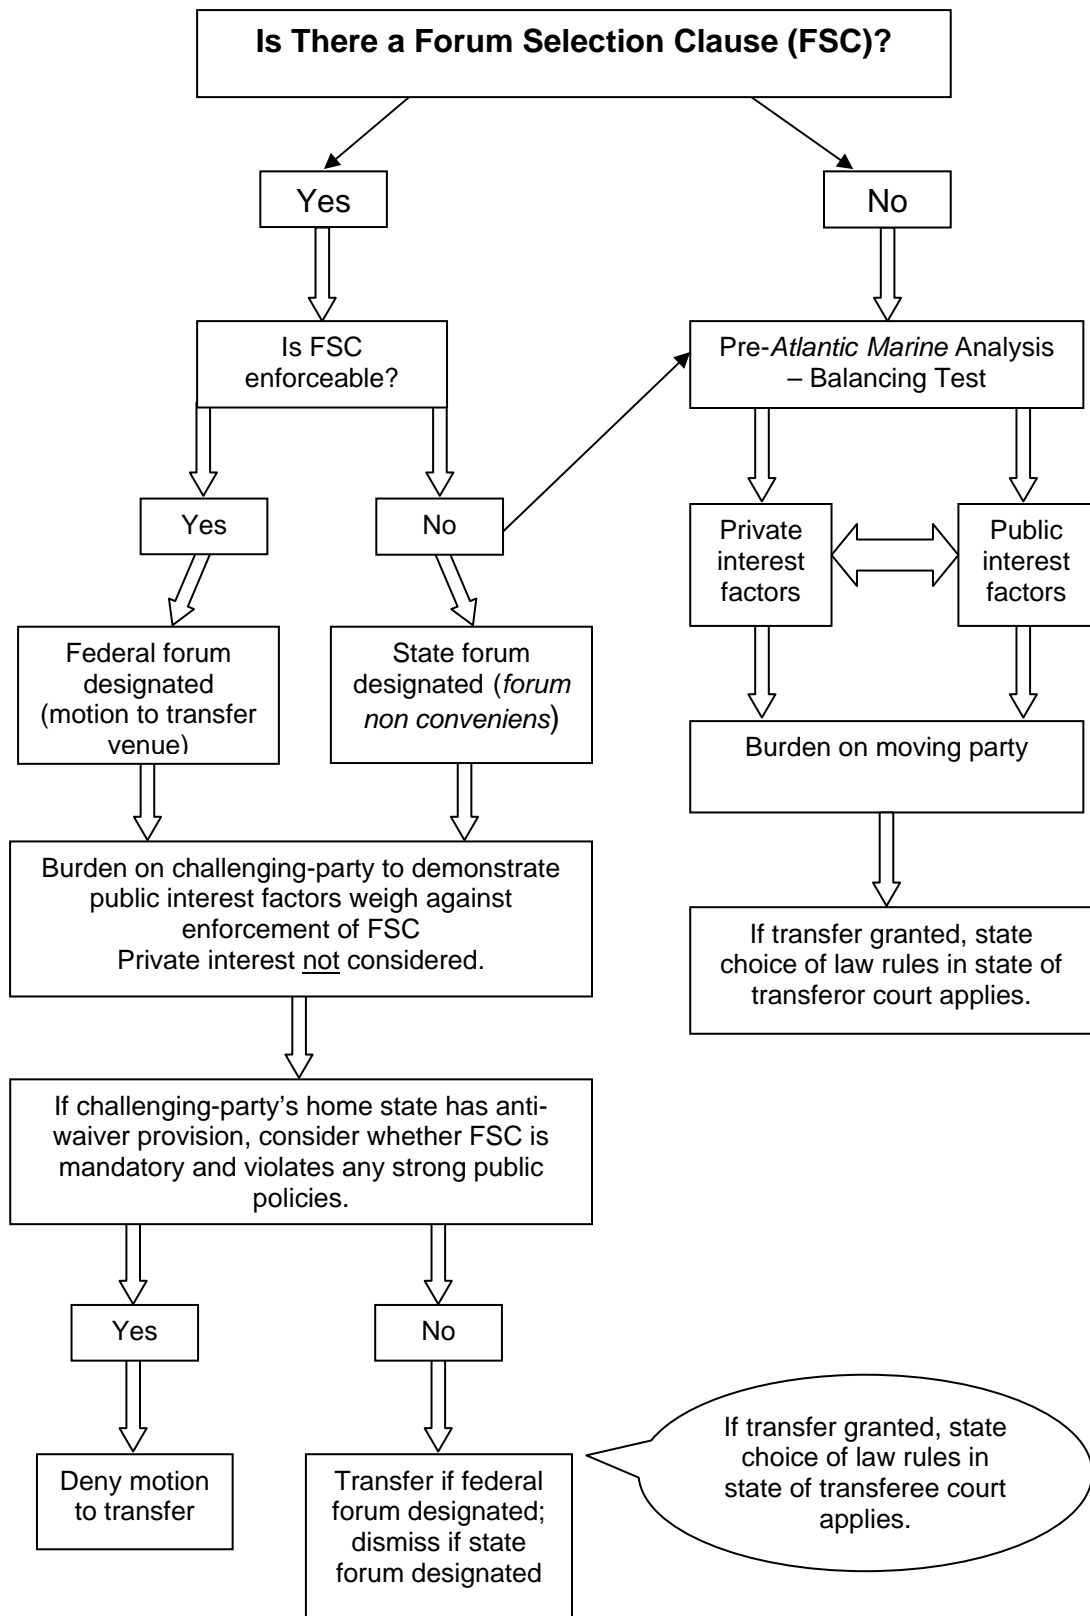 Is There a Forum Selection Clause (FSC)?
Yes
No
Is FSC
enforceable?
Pre-Atlantic Marine Analysis
– Balancing Test
Yes
No
Private
interest
factors
Public
interest
factors
Federal forum
designated
(motion to transfer
venue)
State forum
designated (forum
non conveniens)
Burden on moving party
Burden on challenging-party to demonstrate
public interest factors weigh against
enforcement of FSC
Private interest not considered.
If transfer granted, state
choice of law rules in state of
transferor court applies.
If challenging-party’s home state has anti-
waiver provision, consider whether FSC is
mandatory and violates any strong public
policies.
Yes
No
Deny motion
to transfer
Transfer if federal
forum designated;
dismiss if state
forum designated
If transfer granted, state
choice of law rules in
state of transferee court
applies.